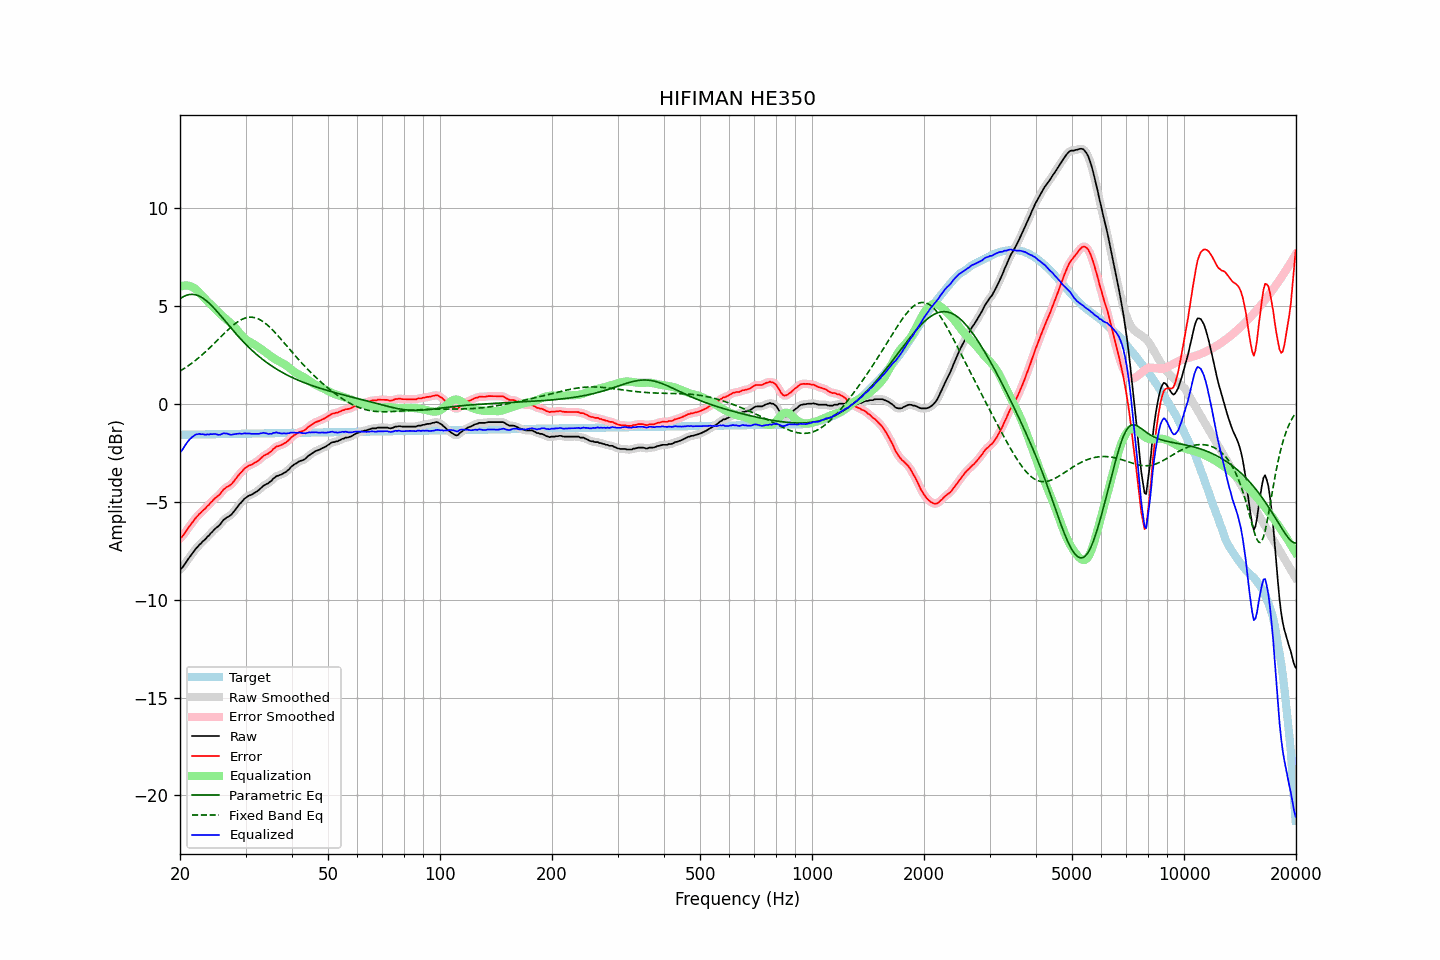 HIFIMAN HE350
Amplitude (dBr)
10
5
0
−5
−10
−15
−20
Target
Raw Smoothed
Error Smoothed
Raw
Error
Equalization
Parametric Eq
Fixed Band Eq
Equalized
20 50 100 200 500 1000 2000 5000 10000 20000
Frequency (Hz)